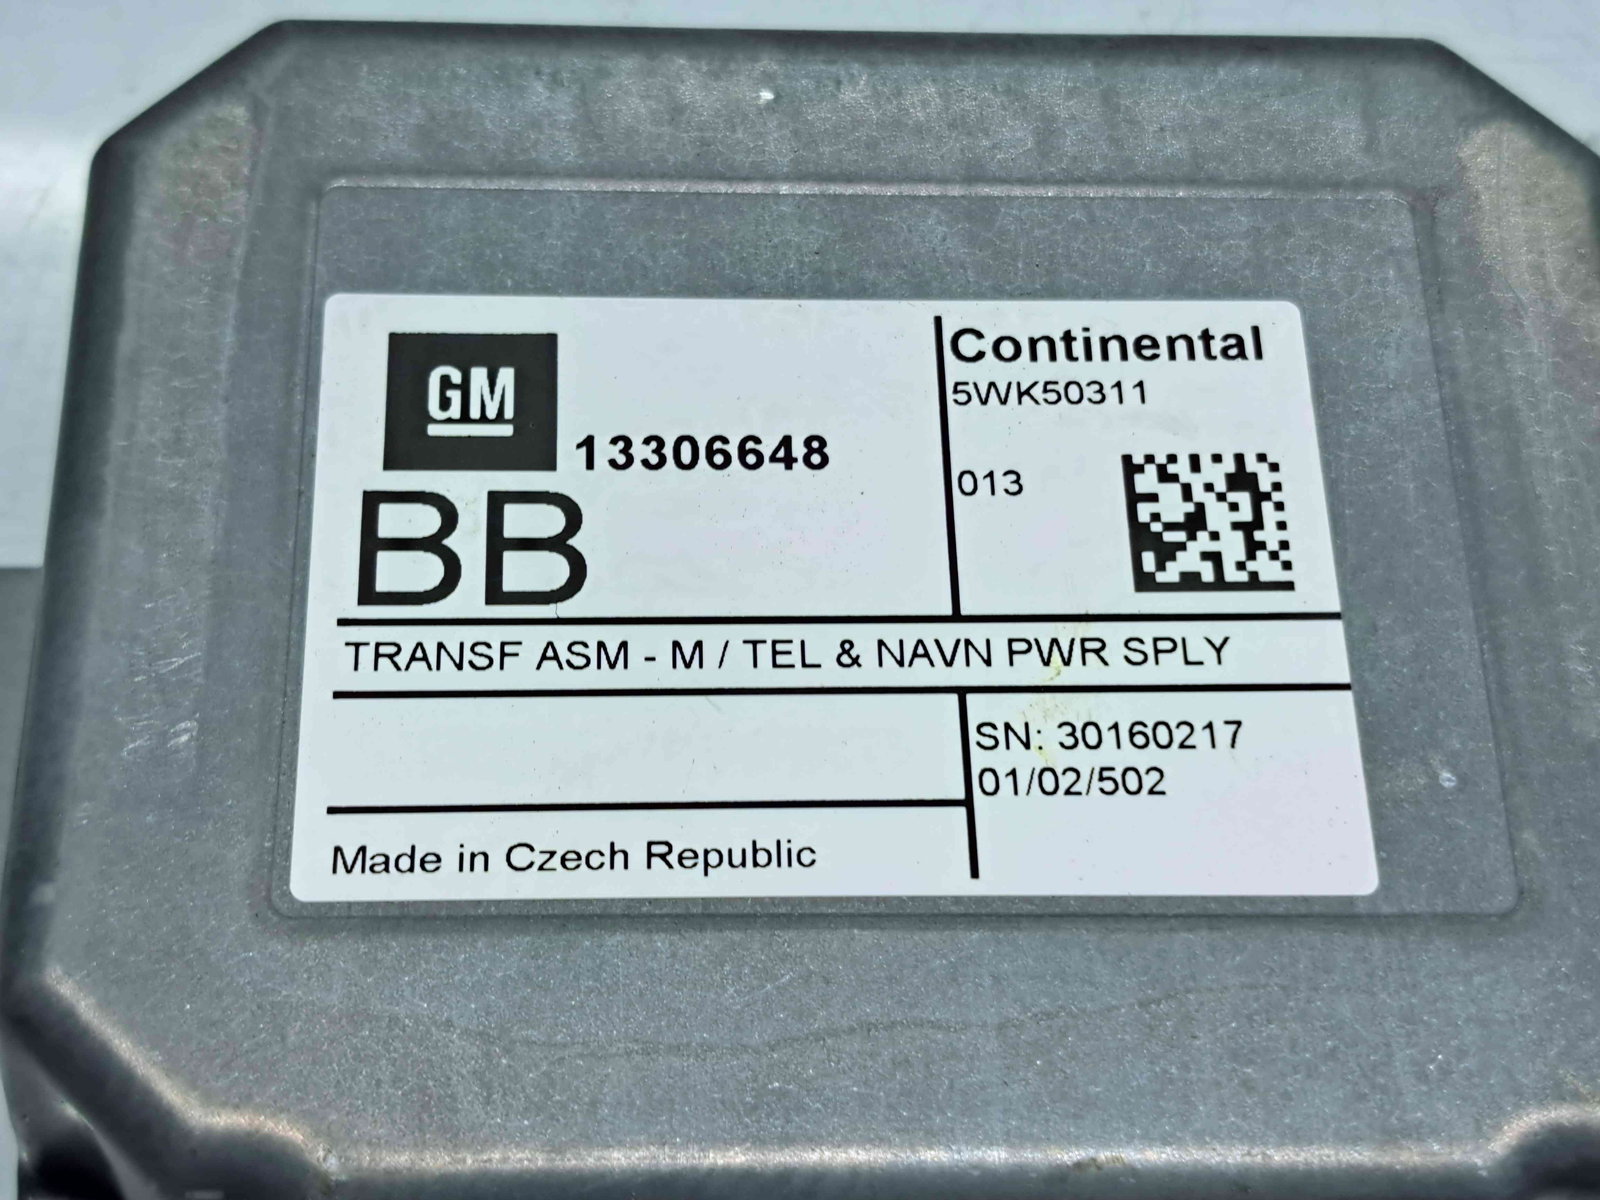 GM
13306648
BB
Continental
5WK50311
013
TRANSF ASM - M / TEL & NAVN PWR SPLY
SN: 30160217
01/02/502
Made in Czech Republic